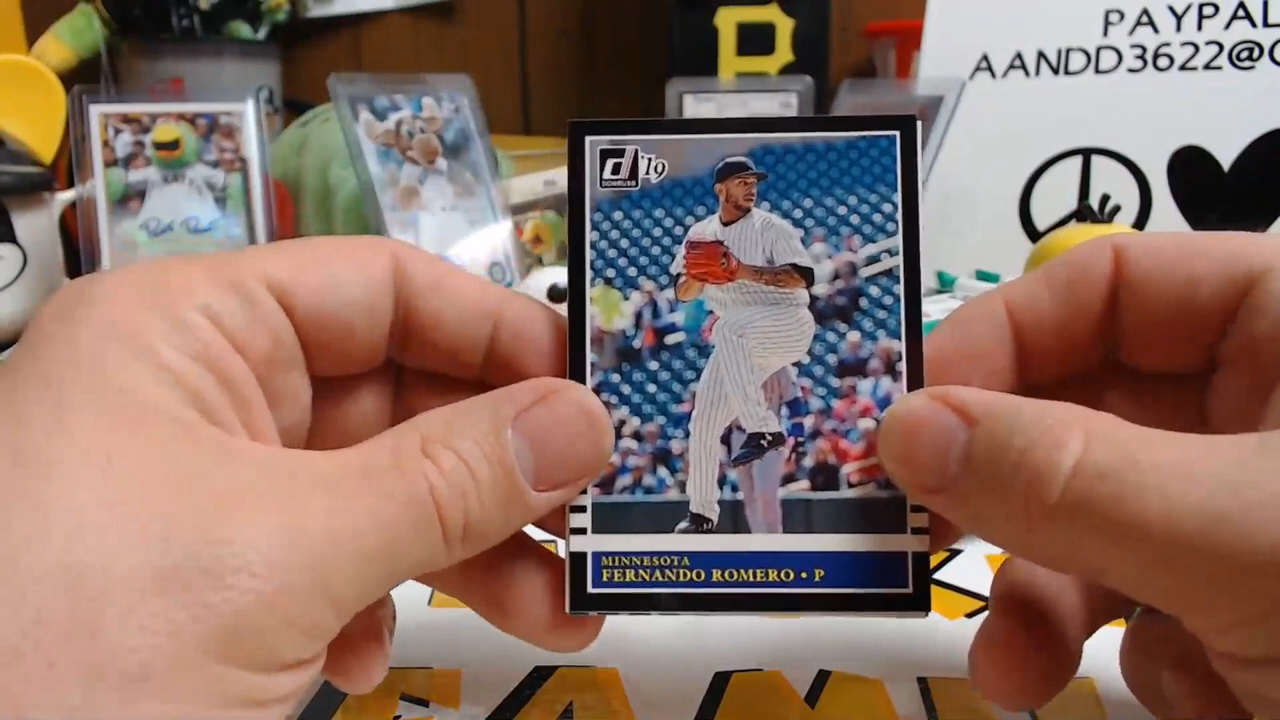 PAYPAL
AANDD3622@
P
d '19
DONRUSS
MINNESOTA
FERNANDO ROMERO • P